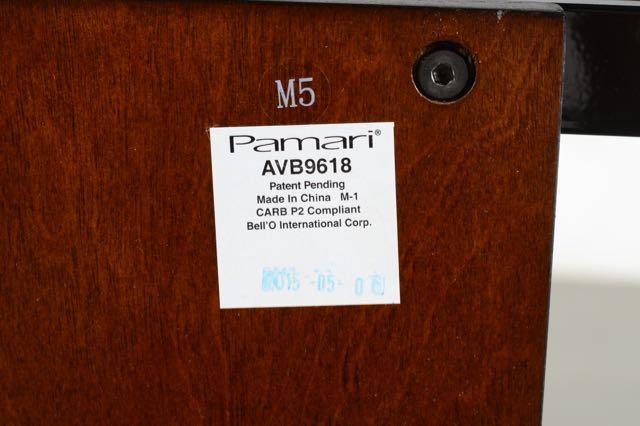 M5
Pamari®
AVB9618
Patent Pending
Made In China M-1
CARB P2 Compliant
Bell'O International Corp.